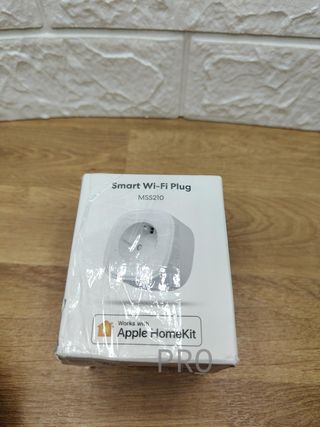 Smart Wi-Fi Plug
MSS210
Works with
Apple HomeKit
PRO